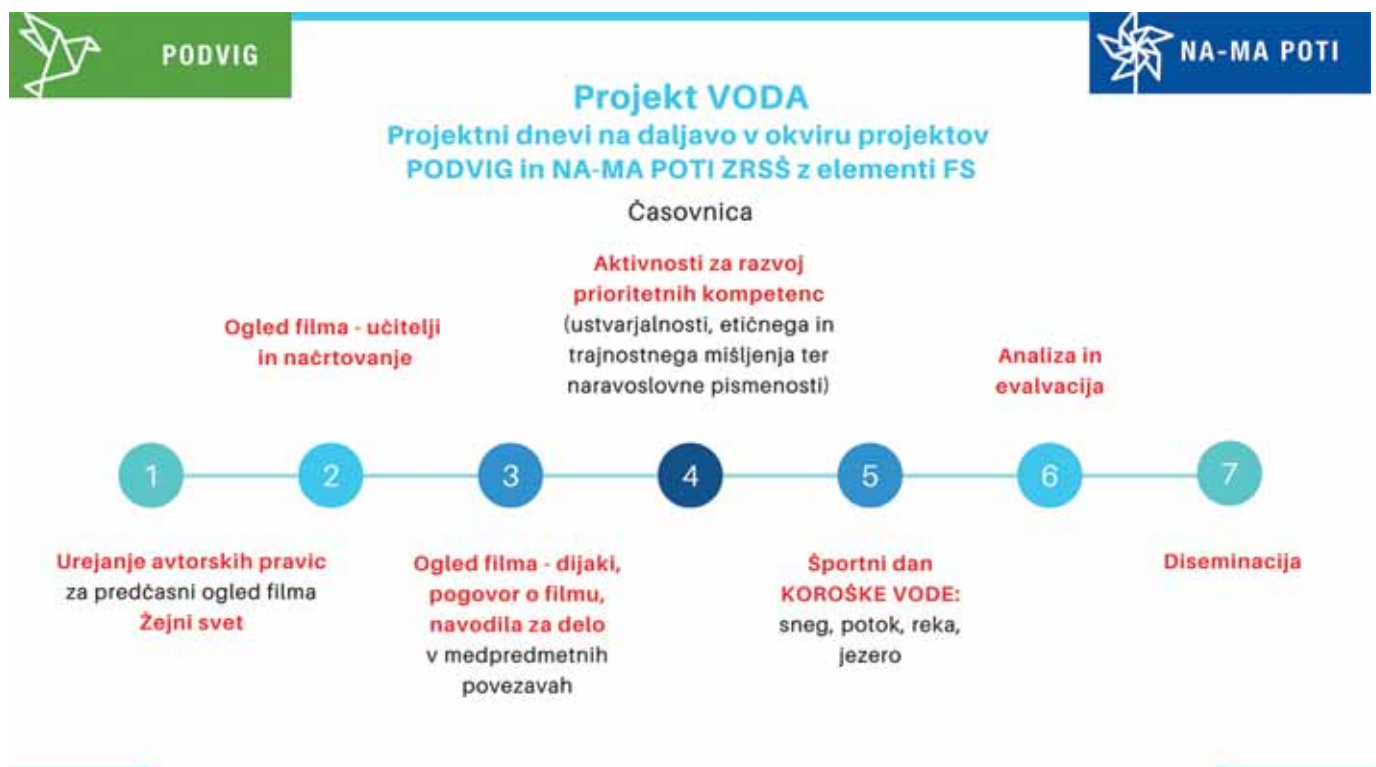 PODVIG
NA-MA POTI
Projekt VODA
Projektni dnevi na daljavo v okviru projektov
PODVIG in NA-MA POTI ZRSŠ z elementi FS
Časovnica
Aktivnosti za razvoj
prioritetnih kompetenc
(ustvarjalnosti, etičnega in
trajnostnega mišljenja ter
naravoslovne pismenosti)
Ogled filma - učitelji
in načrtovanje
Analiza in
evalvacija
1
2
3
4
5
6
7
Urejanje avtorskih pravic
za predčasni ogled filma
Žejni svet
Ogled filma - dijaki,
pogovor o filmu,
navodila za delo
v medpredmetnih
povezavah
Športni dan
KOROŠKE VODE:
sneg, potok, reka,
jezero
Diseminacija